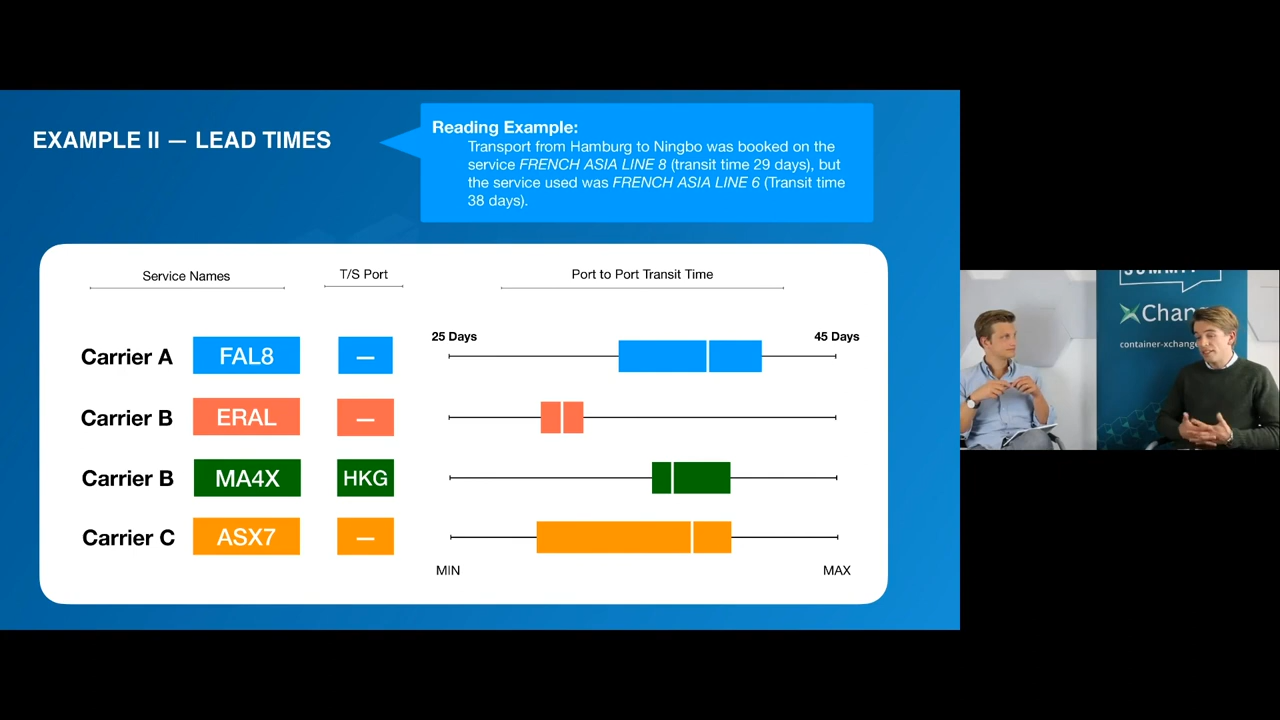 EXAMPLE II — LEAD TIMES
Reading Example:
Transport from Hamburg to Ningbo was booked on the
service FRENCH ASIA LINE 8 (transit time 29 days), but
the service used was FRENCH ASIA LINE 6 (Transit time
38 days).
Service Names
T/S Port
Port to Port Transit Time
25 Days
45 Days
Carrier A
FAL8
—
Carrier B
ERAL
—
Carrier B
MA4X
HKG
Carrier C
ASX7
—
MIN
MAX
SUMMIT
XChan
container-xchange